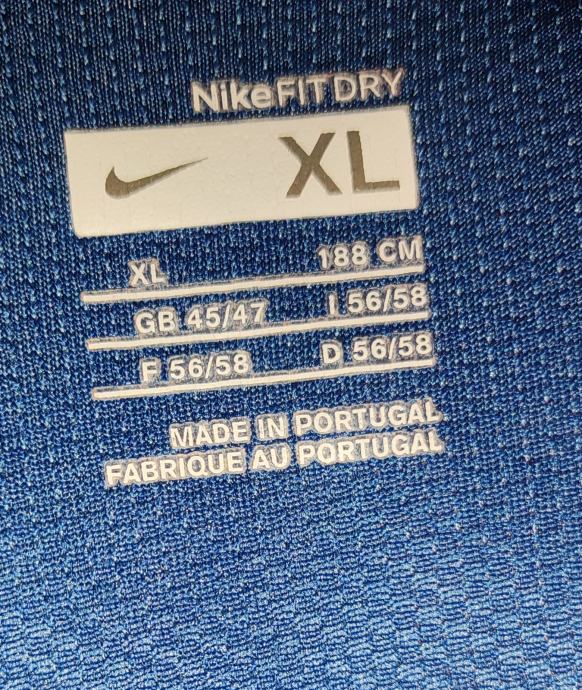 NikeFITDRY
XL
XL 188 CM
GB 45/47 I 56/58
F 56/58 D 56/58
MADE IN PORTUGAL
FABRIQUE AU PORTUGAL